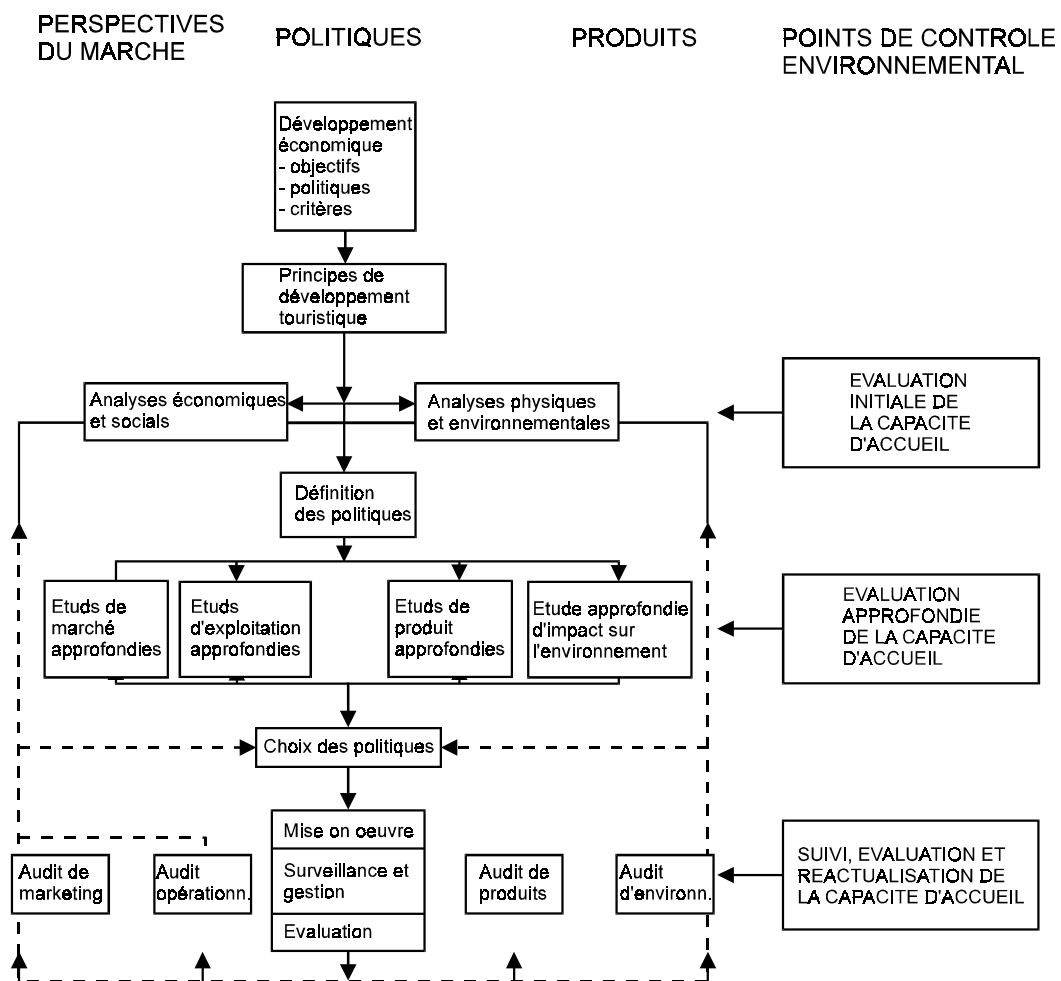 PERSPECTIVES
DU MARCHE
POLITIQUES
PRODUITS
POINTS DE CONTROLE
ENVIRONNEMENTAL
Développement
économique
- objectifs
- politiques
- critères
Principes de
développement
touristique
Analyses économiques
et socials
Analyses physiques
et environnementales
EVALUATION
INITIALE DE
LA CAPACITE
D'ACCUEIL
Définition
des politiques
Etuds de
marché
approfondies
Etuds
d'exploitation
approfondies
Etuds de
produit
approfondies
Etude approfondie
d'impact sur
l'environnement
EVALUATION
APPROFONDIE
DE LA CAPACITE
D'ACCUEIL
Choix des politiques
Mise on oeuvre
Surveillance et
gestion
Evaluation
Audit de
marketing
Audit
opérationn.
Audit de
produits
Audit
d'environn.
SUIVI, EVALUATION ET
REACTUALISATION DE
LA CAPACITE D'ACCUEIL